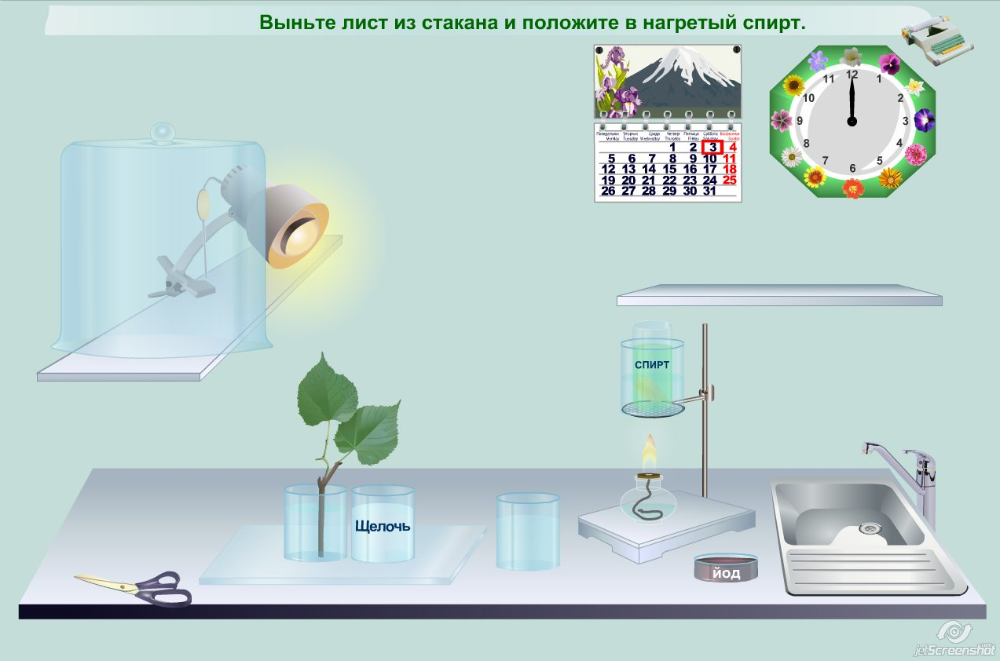 Выньте лист из стакана и положите в нагретый спирт.
Понедельник Вторник Среда Четверг Пятница Суббота Воскресенье
Monday Tuesday Wednesday Thursday Friday Saturday Sunday
1 2 3 4
5 6 7 8 9 10 11
12 13 14 15 16 17 18
19 20 21 22 23 24 25
26 27 28 29 30 31
12
1
2
3
4
5
6
7
8
9
10
11
СПИРТ
Щелочь
йод
jetScreenshot.com